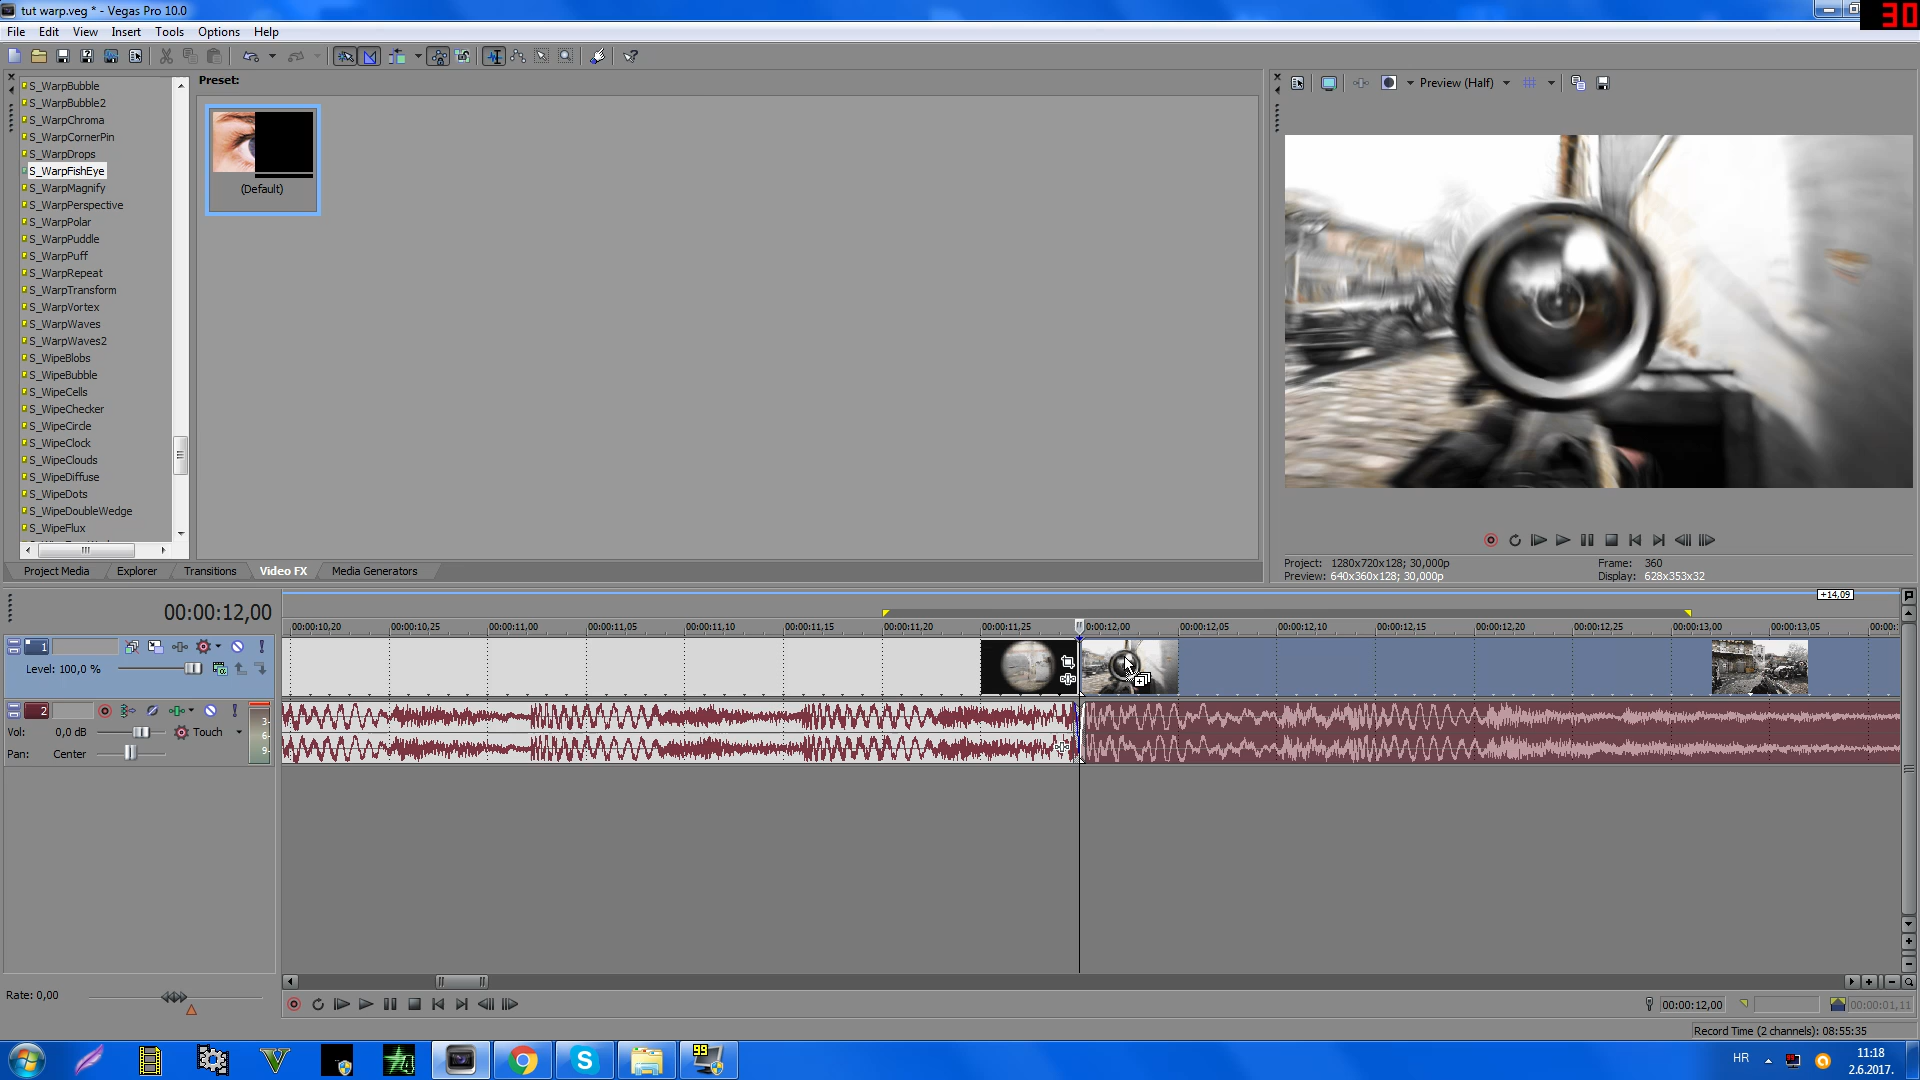 tut warp.veg * - Vegas Pro 10.0
30
File Edit View Insert Tools Options Help
S_WarpBubble
S_WarpBubble2
S_WarpChroma
S_WarpCornerPin
S_WarpDrops
S_WarpFishEye
S_WarpMagnify
S_WarpPerspective
S_WarpPolar
S_WarpPuddle
S_WarpPuff
S_WarpRepeat
S_WarpTransform
S_WarpVortex
S_WarpWaves
S_WarpWaves2
S_WipeBlobs
S_WipeBubble
S_WipeCells
S_WipeChecker
S_WipeCircle
S_WipeClock
S_WipeClouds
S_WipeDiffuse
S_WipeDots
S_WipeDoubleWedge
S_WipeFlux
Preset:
(Default)
Preview (Half)
Project: 1280x720x128; 30,000p Frame: 360
Preview: 640x360x128; 30,000p Display: 628x353x32
Project Media Explorer Transitions Video FX Media Generators
+14,09
00:00:12,00
00:00:10,20 00:00:10,25 00:00:11,00 00:00:11,05 00:00:11,10 00:00:11,15 00:00:11,20 00:00:11,25 00:00:12,00 00:00:12,05 00:00:12,10 00:00:12,15 00:00:12,20 00:00:12,25 00:00:13,00 00:00:13,05 00:00:
1
Level: 100,0 %
2
3
Vol: 0,0 dB Touch 6
9
Pan: Center
Rate: 0,00
00:00:12,00 00:00:01,11
Record Time (2 channels): 08:55:35
99
HR
11:18
2.6.2017.